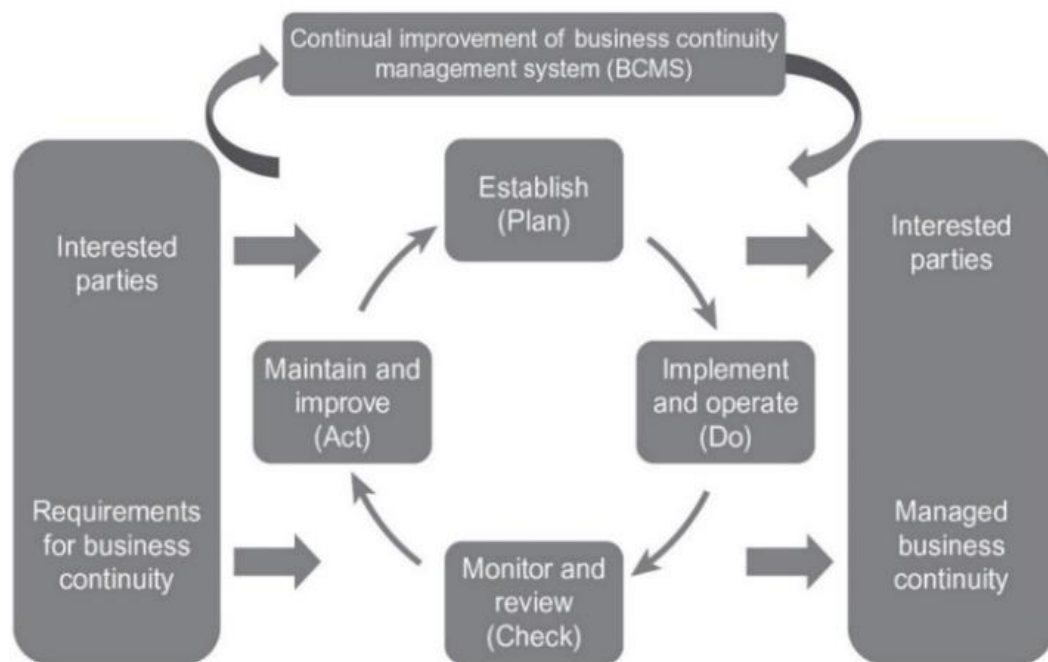 Continual improvement of business continuity
management system (BCMS)
Establish
(Plan)
Interested
parties
Interested
parties
Maintain and
improve
(Act)
Implement
and operate
(Do)
Requirements
for business
continuity
Managed
business
continuity
Monitor and
review
(Check)